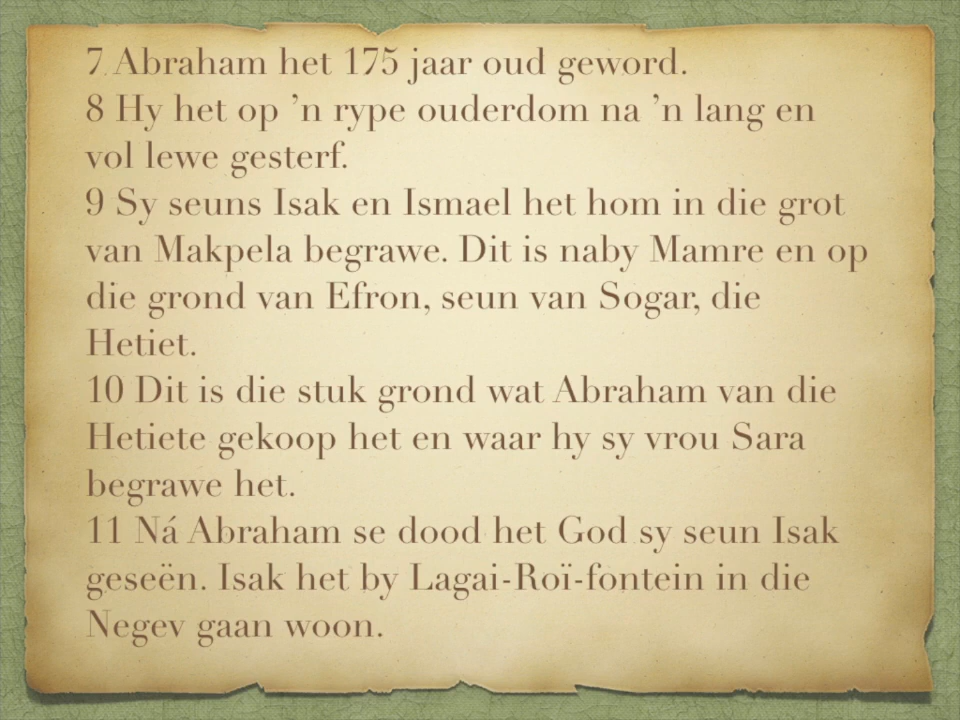 7 Abraham het 175 jaar oud geword.
8 Hy het op ’n rype ouderdom na ’n lang en
vol lewe gesterf.
9 Sy seuns Isak en Ismael het hom in die grot
van Makpela begrawe. Dit is naby Mamre en op
die grond van Efron, seun van Sogar, die
Hetiet.
10 Dit is die stuk grond wat Abraham van die
Hetiete gekoop het en waar hy sy vrou Sara
begrawe het.
11 Ná Abraham se dood het God sy seun Isak
geseën. Isak het by Lagai-Roï-fontein in die
Negev gaan woon.